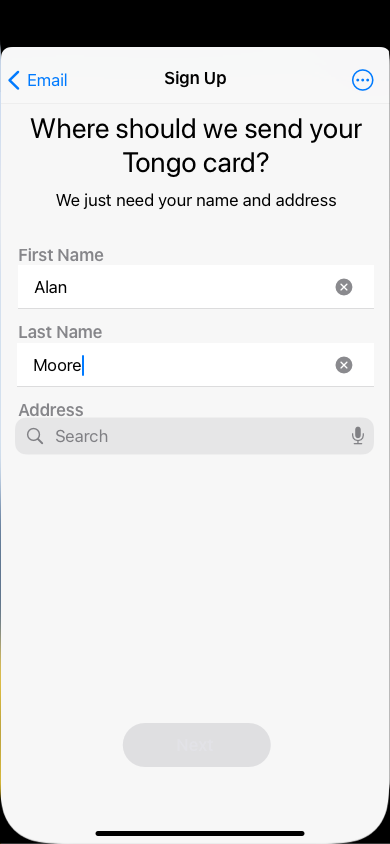 Email
Sign Up
Where should we send your
Tongo card?
We just need your name and address
First Name
Alan
Last Name
Moore
Address
Search
Next